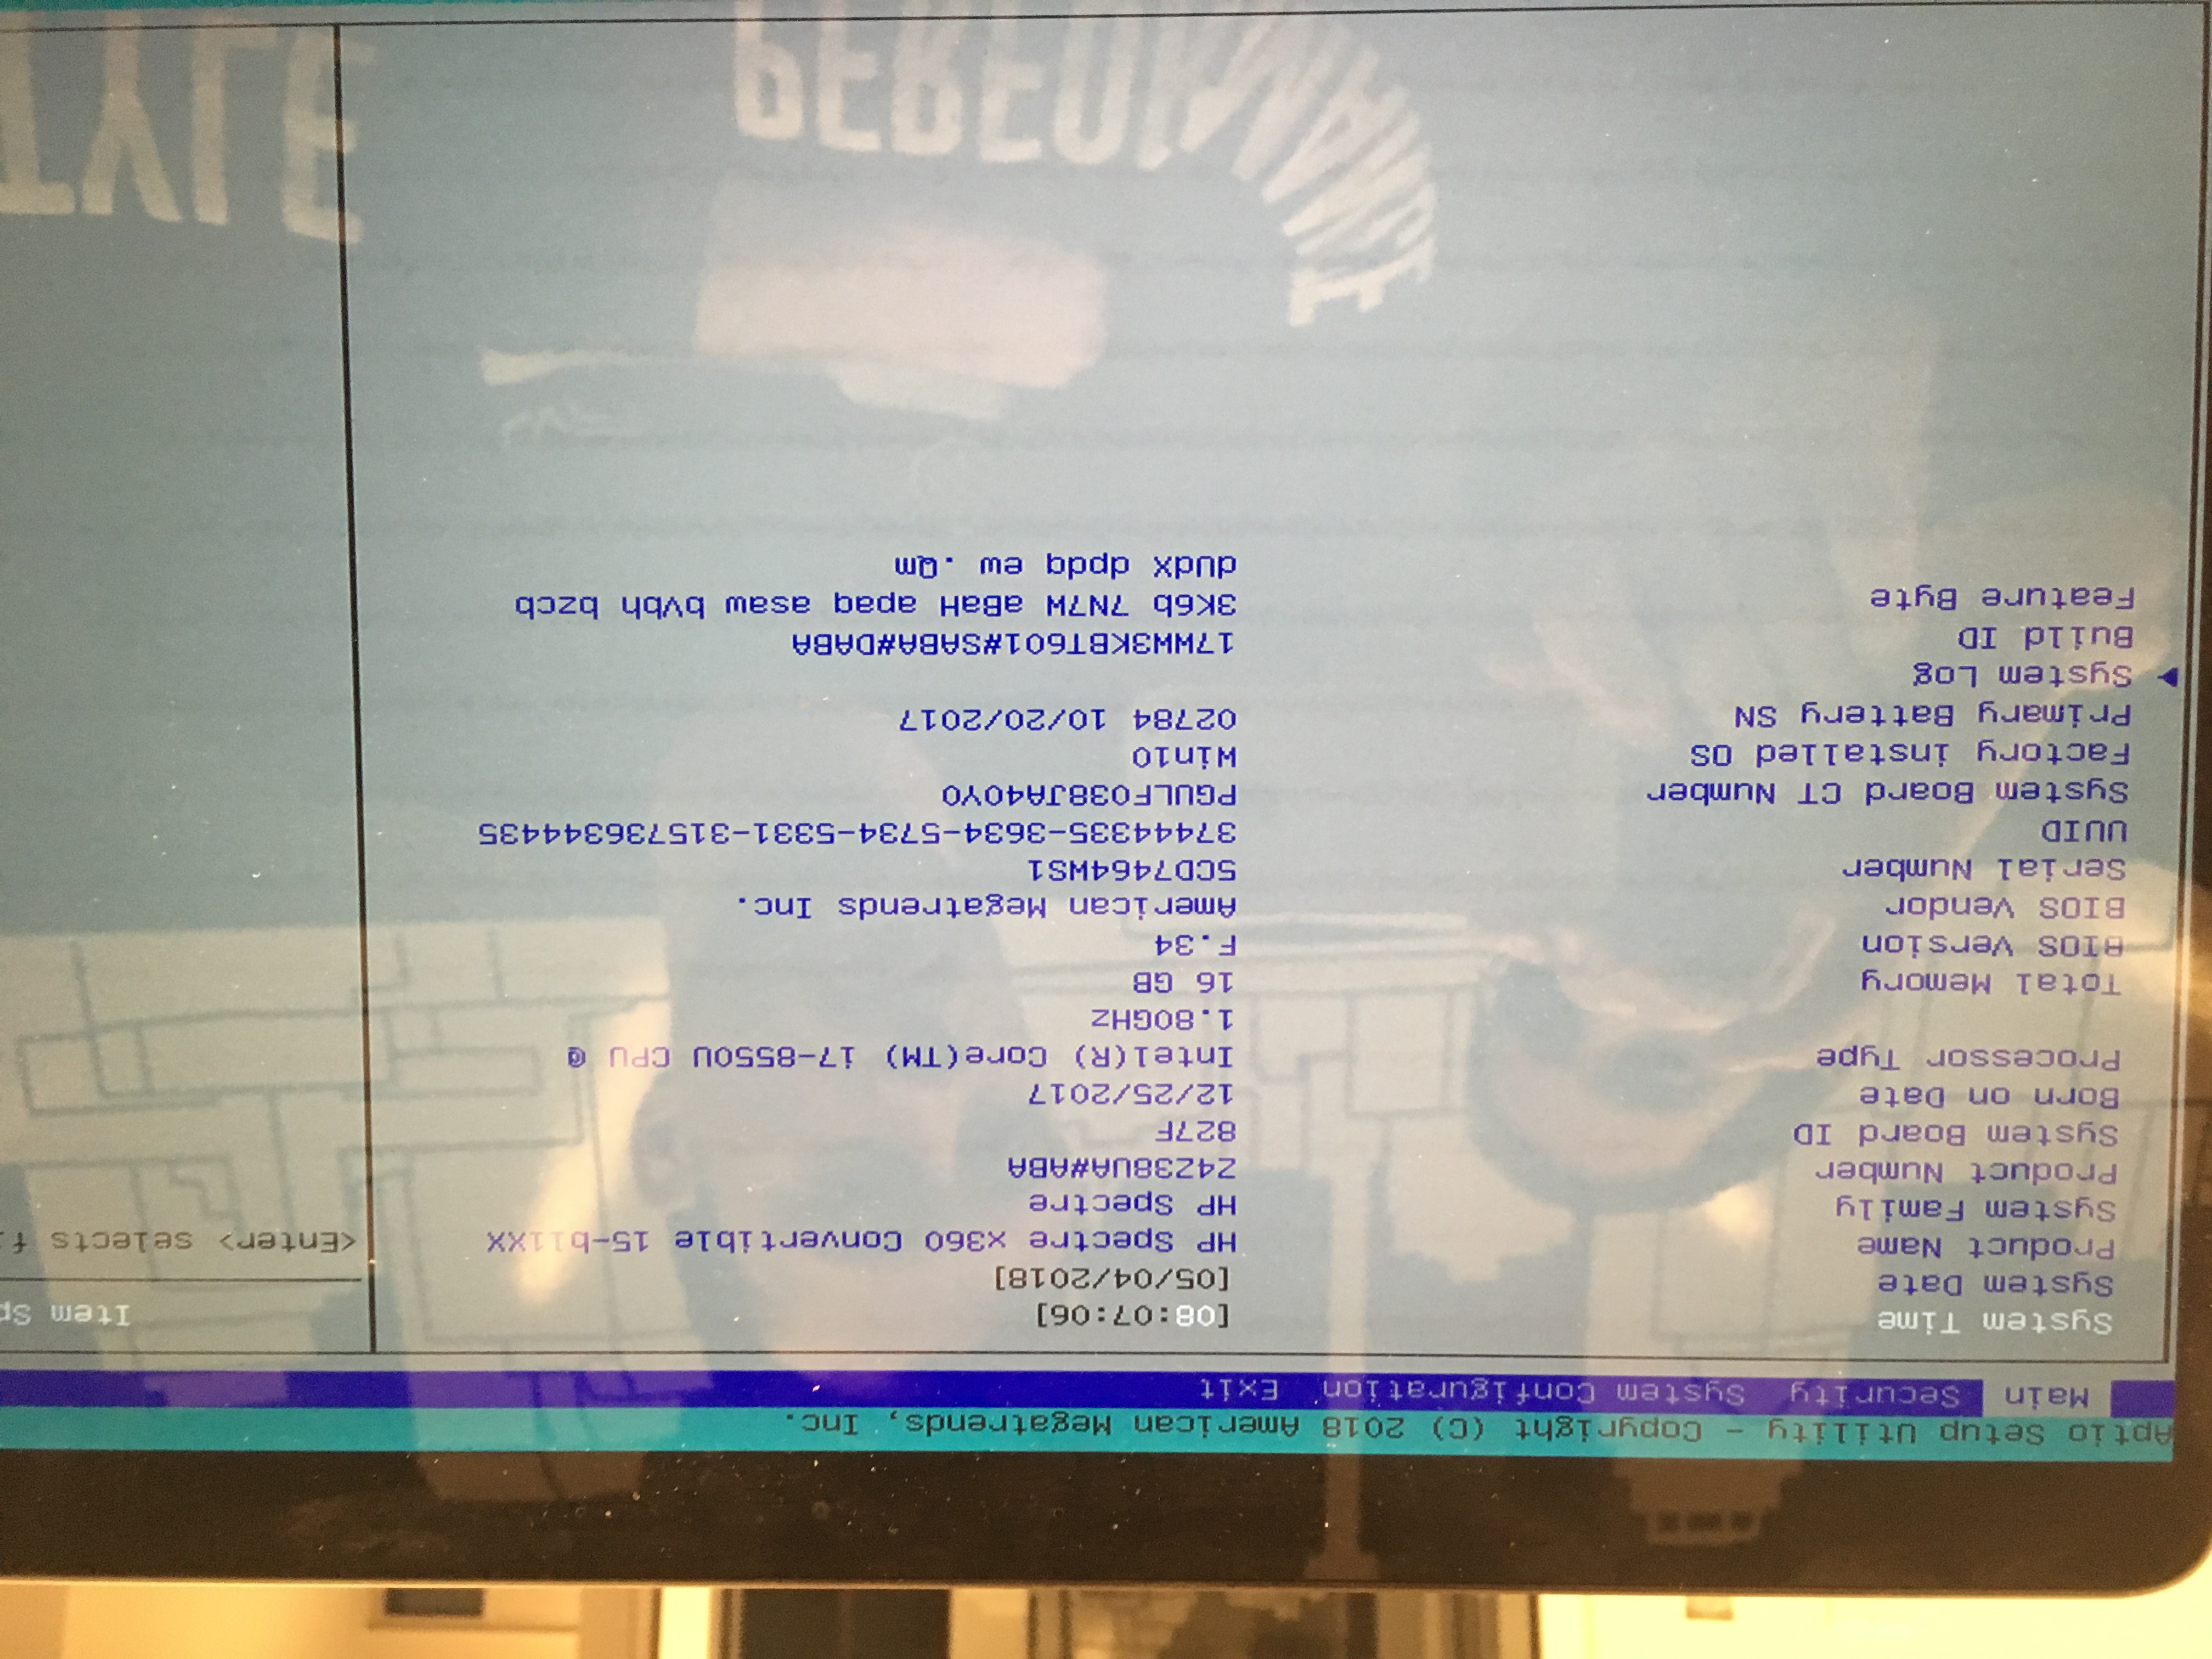 Aptio Setup Utility - Copyright (C) 2018 American Megatrends, Inc.
Main Security System Configuration Exit
System Time [08:07:06]
System Date [05/04/2018]
Product Name HP Spectre x360 Convertible 15-bl1XX
System Family HP Spectre
Product Number Z4Z38UA#ABA
System Board ID 827F
Born on Date 12/25/2017
Processor Type Intel(R) Core(TM) i7-8550U CPU @
1.80GHz
Total Memory 16 GB
BIOS Version F.34
BIOS Vendor American Megatrends Inc.
Serial Number 5CD7464WS1
UUID 37444335-3634-5734-5331-315736344435
System Board CT Number PGULF038JA40Y0
Factory installed OS Win10
Primary Battery SN 02784 10/20/2017
System Log
Build ID 17WW3KBT601#SABA#DABA
Feature Byte 3K6b 7N7W aBaH apaq asaw bVbh bzcb
dUdX dpdq ew .Qm
Item
<Enter> selects